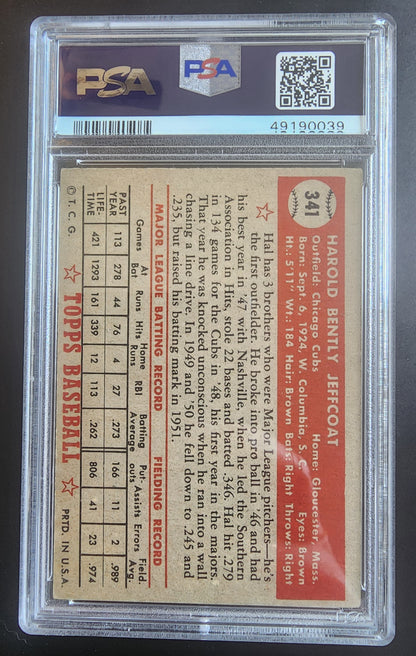 PSA
PSA
49190039
341
HAROLD BENTLY JEFFCOAT
Outfield: Chicago Cubs Home: Gloucester, Mass.
Born: Sept. 6, 1924, W. Columbia, S. C. Eyes: Brown
Ht.: 5'11" Wt.: 184 Hair: Brown Bats: Right Throws: Right
Hal has 3 brothers who were Major League pitchers—he's
the first outfielder. He broke into pro ball in '46 and had
his best year in '47 with Nashville, when he led the Southern
Association in Hits, stole 22 bases and batted .346. Hal hit .279
in 134 games for the Cubs in '48, his first year in the majors.
That year he was knocked unconscious when he ran into a wall
chasing a line drive. In 1949 and '50 he fell down to .245 and
.235, but raised his batting mark in 1951.
MAJOR LEAGUE BATTING RECORD FIELDING RECORD
Games At Bat Runs Hits Home Runs RBI Batting Average Put-outs Assists Errors Field. Avg.
PAST YEAR 113 278 44 76 4 27 .273 166 11 2 .989
LIFE-TIME 421 1293 161 339 12 113 .262 806 41 23 .974
© T. C. G. TOPPS BASEBALL PRTD. IN U.S.A.